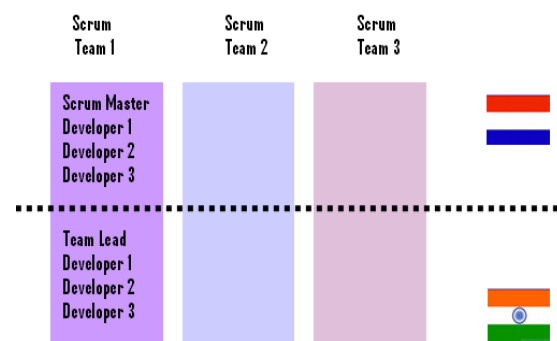 Scrum
Team 1
Scrum
Team 2
Scrum
Team 3
Scrum Master
Developer 1
Developer 2
Developer 3
Team Lead
Developer 1
Developer 2
Developer 3